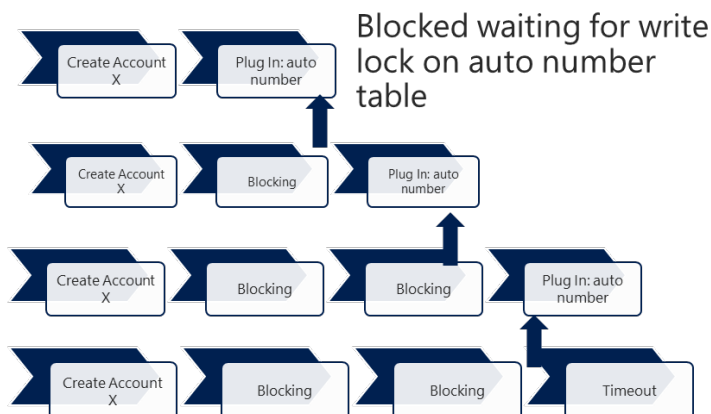 Blocked waiting for write
lock on auto number
table
Create Account
X
Plug In: auto
number
Create Account
X
Blocking
Plug In: auto
number
Create Account
X
Blocking
Blocking
Plug In: auto
number
Create Account
X
Blocking
Blocking
Timeout